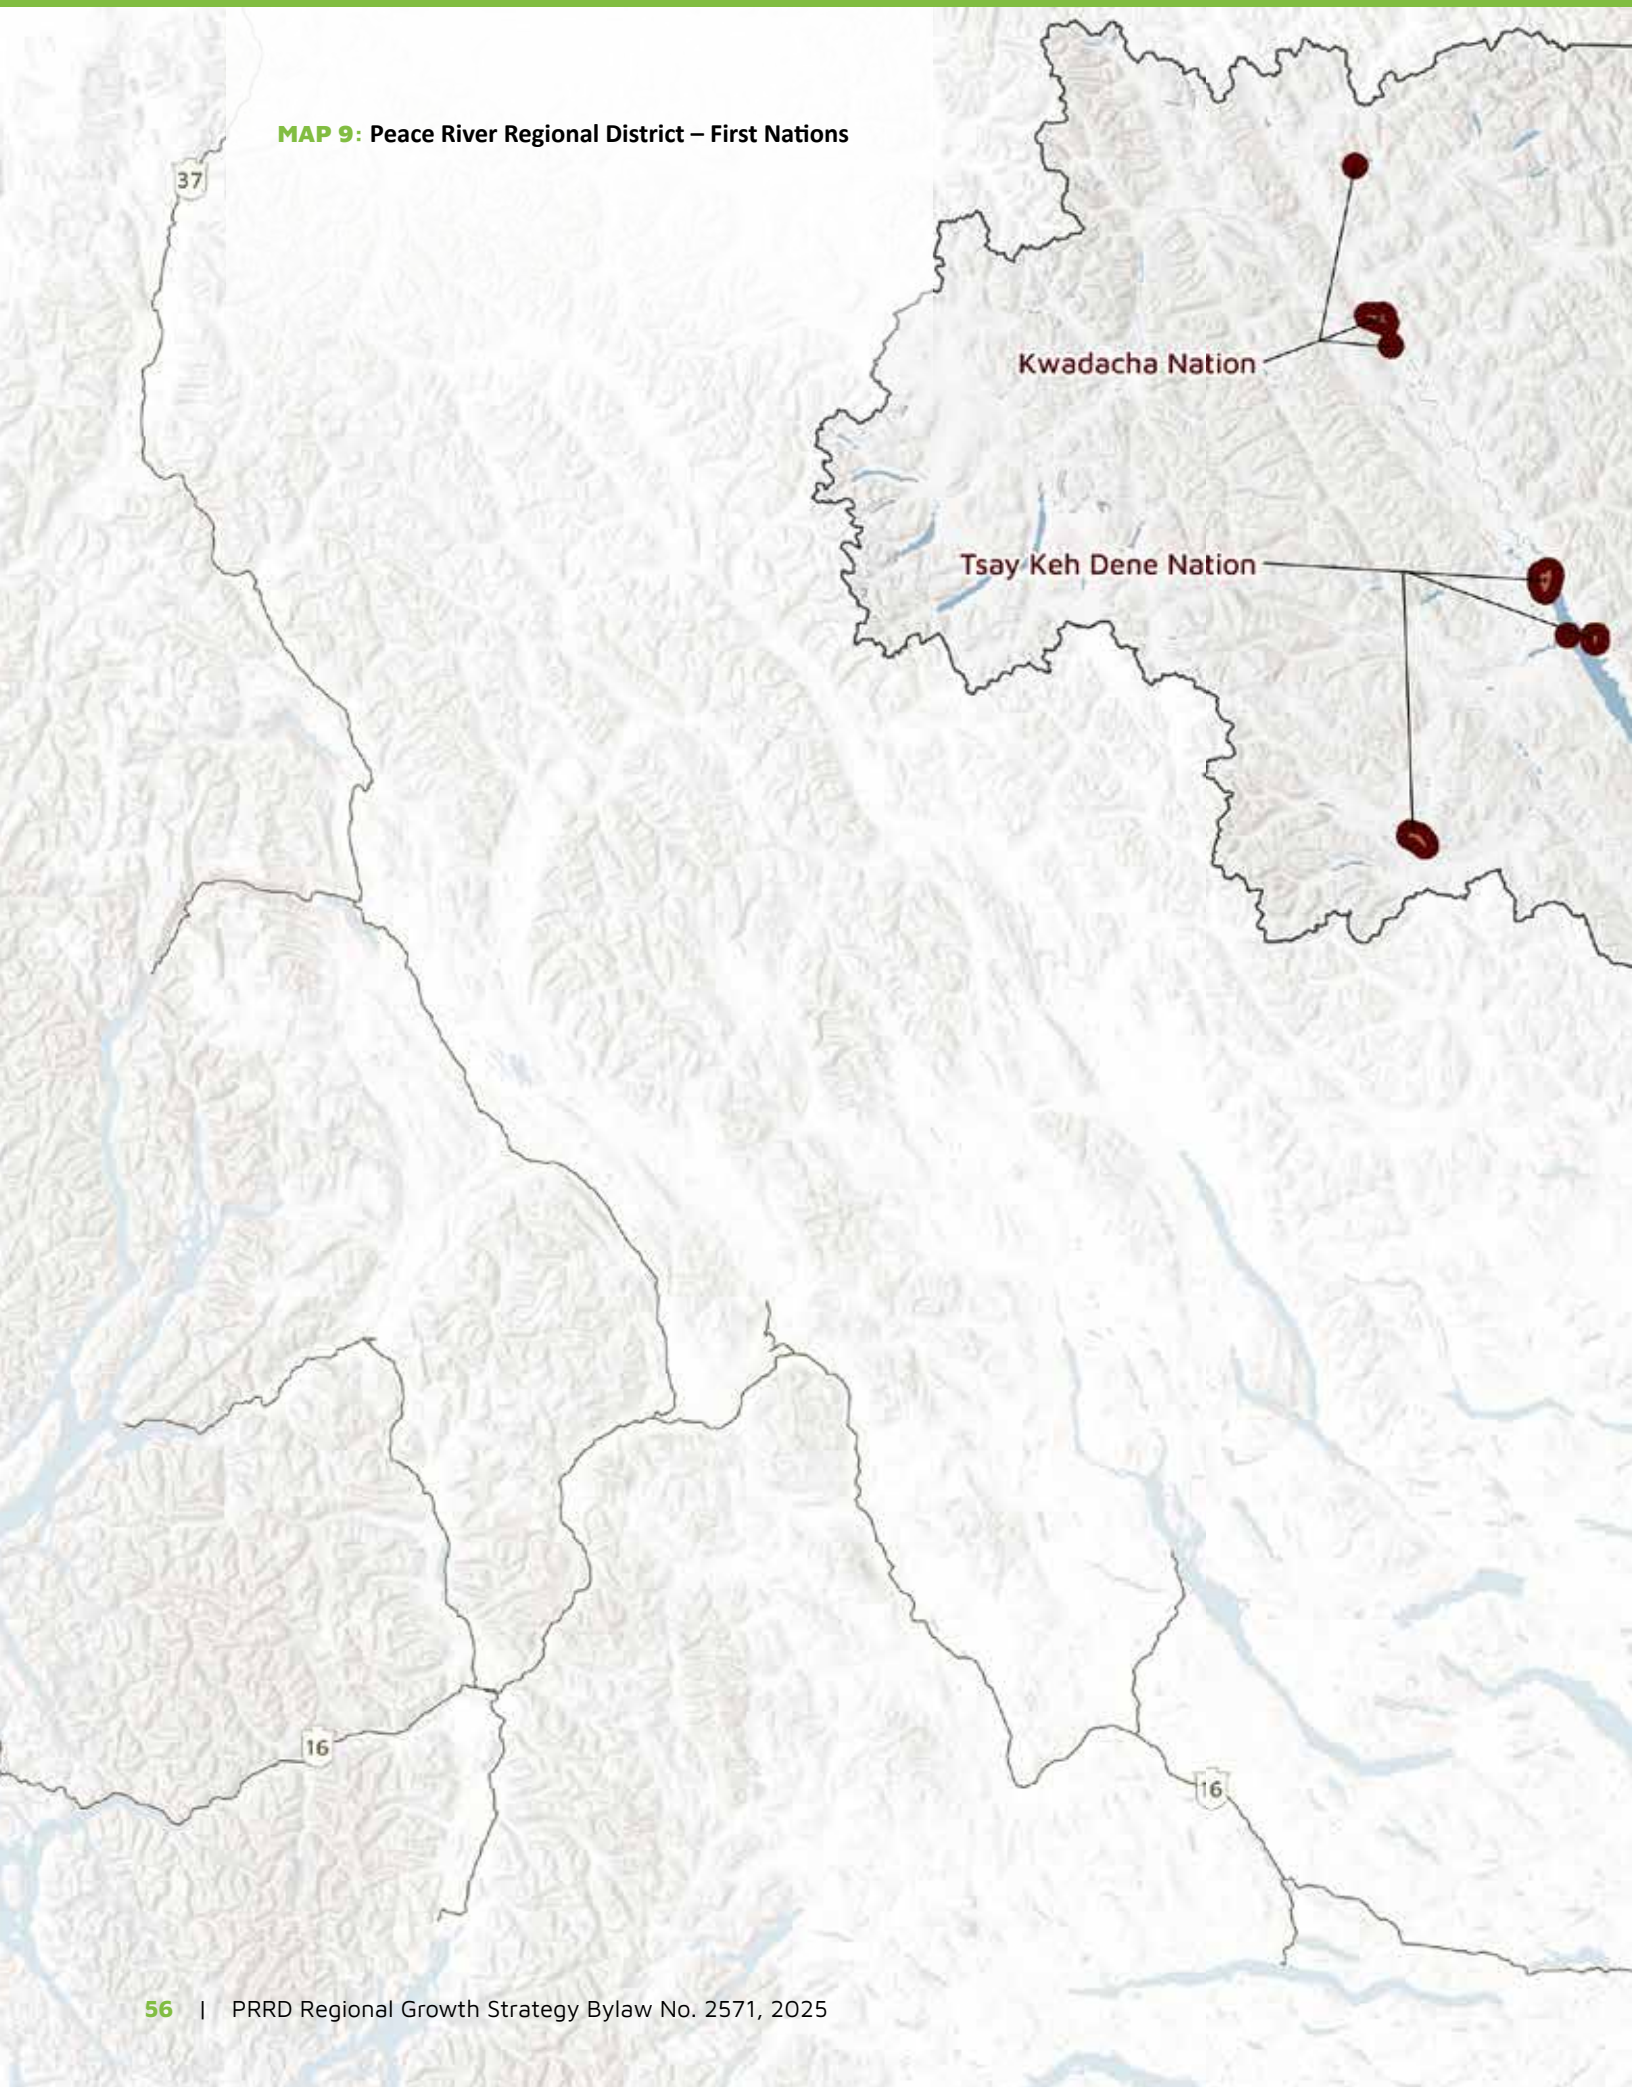 MAP 9: Peace River Regional District – First Nations
37
Kwadacha Nation
Tsay Keh Dene Nation
16
16
56 | PRRD Regional Growth Strategy Bylaw No. 2571, 2025